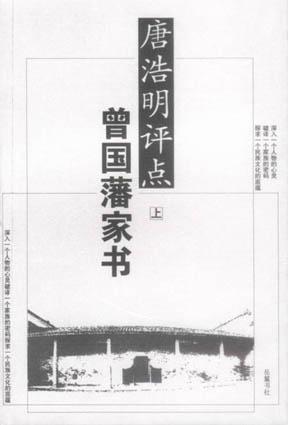 唐浩明评点
上
曾国藩家书
深入一个人物的心灵
破译一个家族的密码
探求一个民族文化的底蕴
深入一个人物的心灵破译一个家族的密码探求一个民族文化的底蕴
岳麓书社